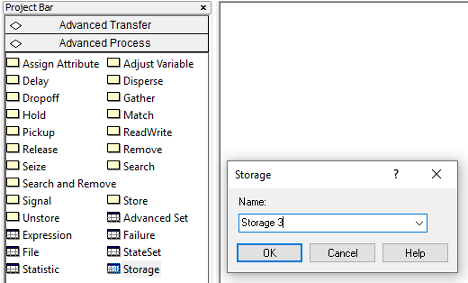 Project Bar
Advanced Transfer
Advanced Process
Assign Attribute Adjust Variable
Delay Disperse
Dropoff Gather
Hold Match
Pickup ReadWrite
Release Remove
Seize Search
Search and Remove
Signal Store
Unstore Advanced Set
Expression Failure
File StateSet
Statistic Storage
Storage
Name:
Storage 3
OK Cancel Help